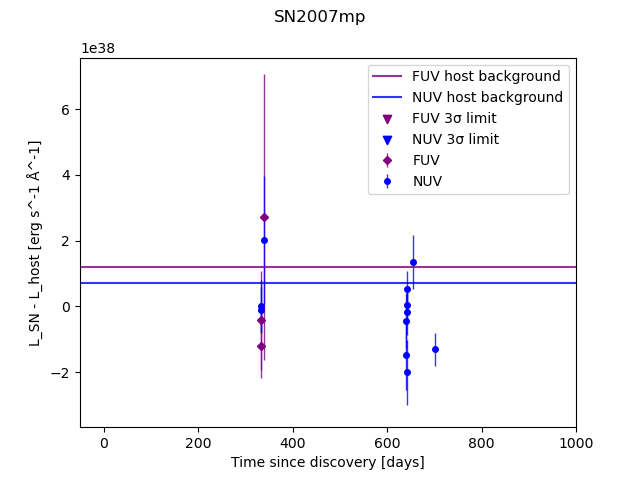 SN2007mp
1e38
L_SN - L_host [erg s^-1 Å^-1]
6
4
2
0
−2
FUV host background
NUV host background
FUV 3σ limit
NUV 3σ limit
FUV
NUV
0 200 400 600 800 1000
Time since discovery [days]